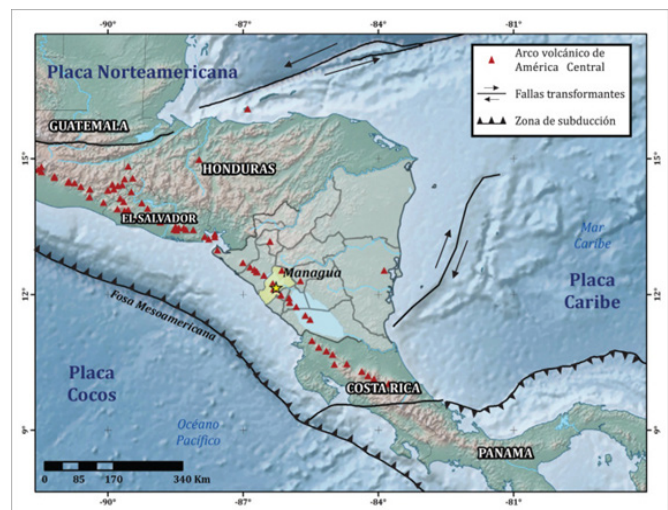 -90°
-87°
-84°
-81°
Placa Norteamericana
Arco volcánico de
América Central
Fallas transformantes
Zona de subducción
GUATEMALA
15°
15°
HONDURAS
EL SALVADOR
Mar
Caribe
Managua
Placa
Caribe
12°
12°
Fosa Mesoamericana
Placa
Cocos
COSTA RICA
Océano
Pacífico
9°
9°
PANAMA
0 85 170 340 Km
-90°
-87°
-84°
-81°